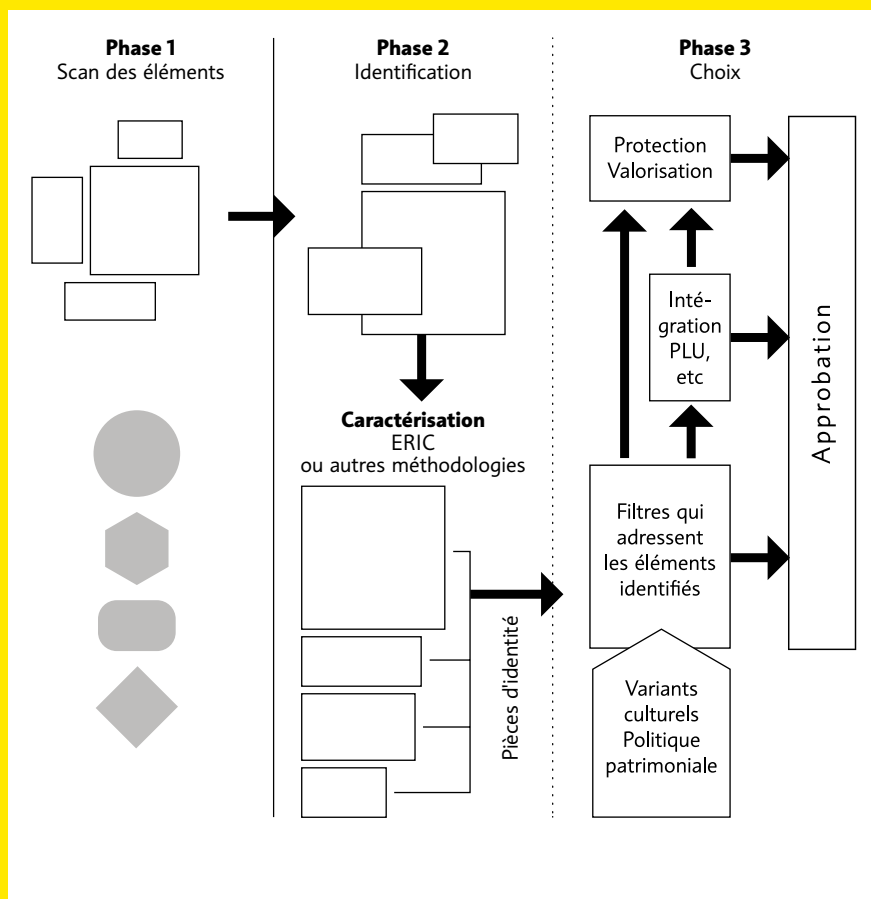 Phase 1
Scan des éléments
Phase 2
Identification
Caractérisation
ERIC
ou autres méthodologies
Pièces d'identité
Phase 3
Choix
Protection
Valorisation
Inté-
gration
PLU,
etc
Filtres qui
adressent
les éléments
identifiés
Variants
culturels
Politique
patrimoniale
Approbation